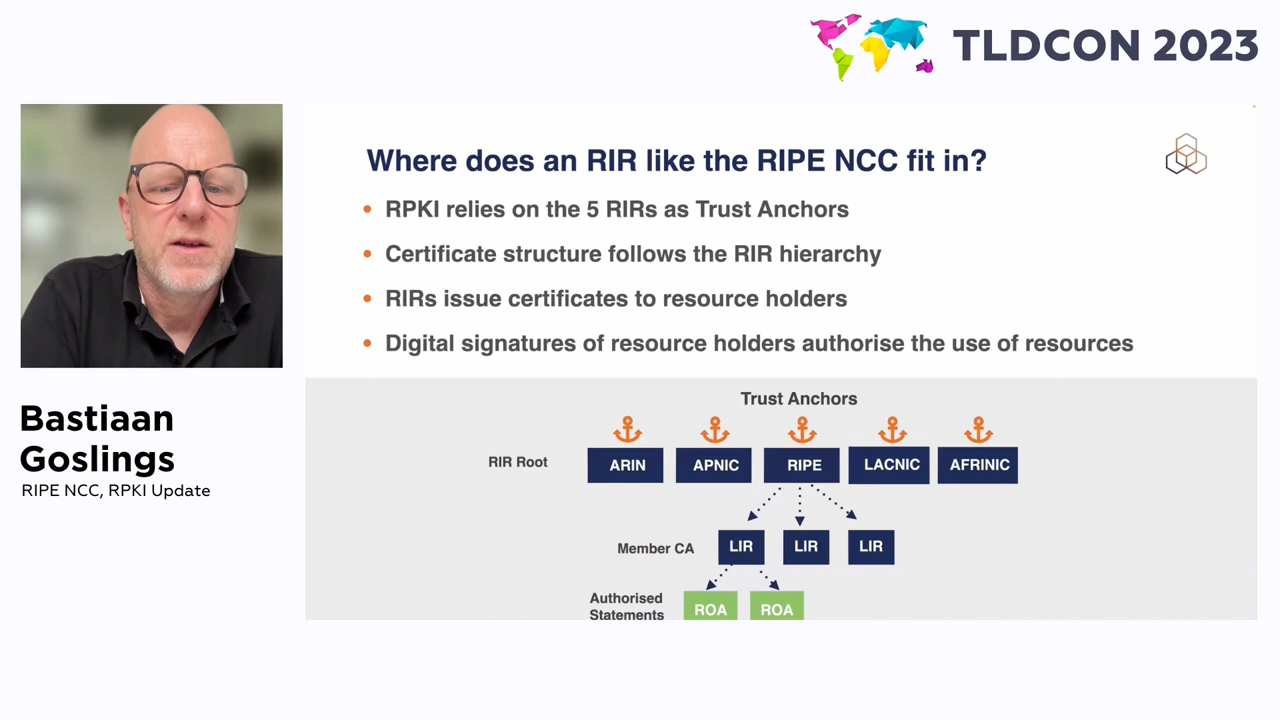 TLDCON 2023
Where does an RIR like the RIPE NCC fit in?
• RPKI relies on the 5 RIRs as Trust Anchors
• Certificate structure follows the RIR hierarchy
• RIRs issue certificates to resource holders
• Digital signatures of resource holders authorise the use of resources
Trust Anchors
RIR Root ARIN APNIC RIPE LACNIC AFRINIC
Member CA LIR LIR LIR
Authorised
Statements ROA ROA
Bastiaan
Goslings
RIPE NCC, RPKI Update